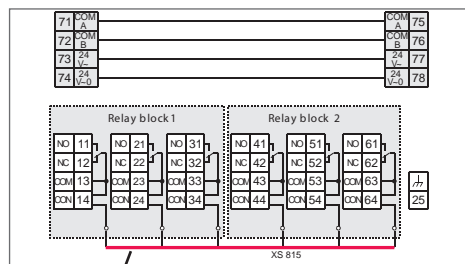 71 COM A COM A 75
72 COM B COM B 76
73 24 V~ 24 V~ 77
74 24 V~0 24 V~0 78
Relay block 1 Relay block 2
NO 11 NO 21 NO 31 NO 41 NO 51 NO 61
NC 12 NC 22 NC 32 NC 42 NC 52 NC 62
COM 13 COM 23 COM 33 COM 43 COM 53 COM 63
CON 14 CON 24 CON 34 CON 44 CON 54 CON 64 25
XS 815